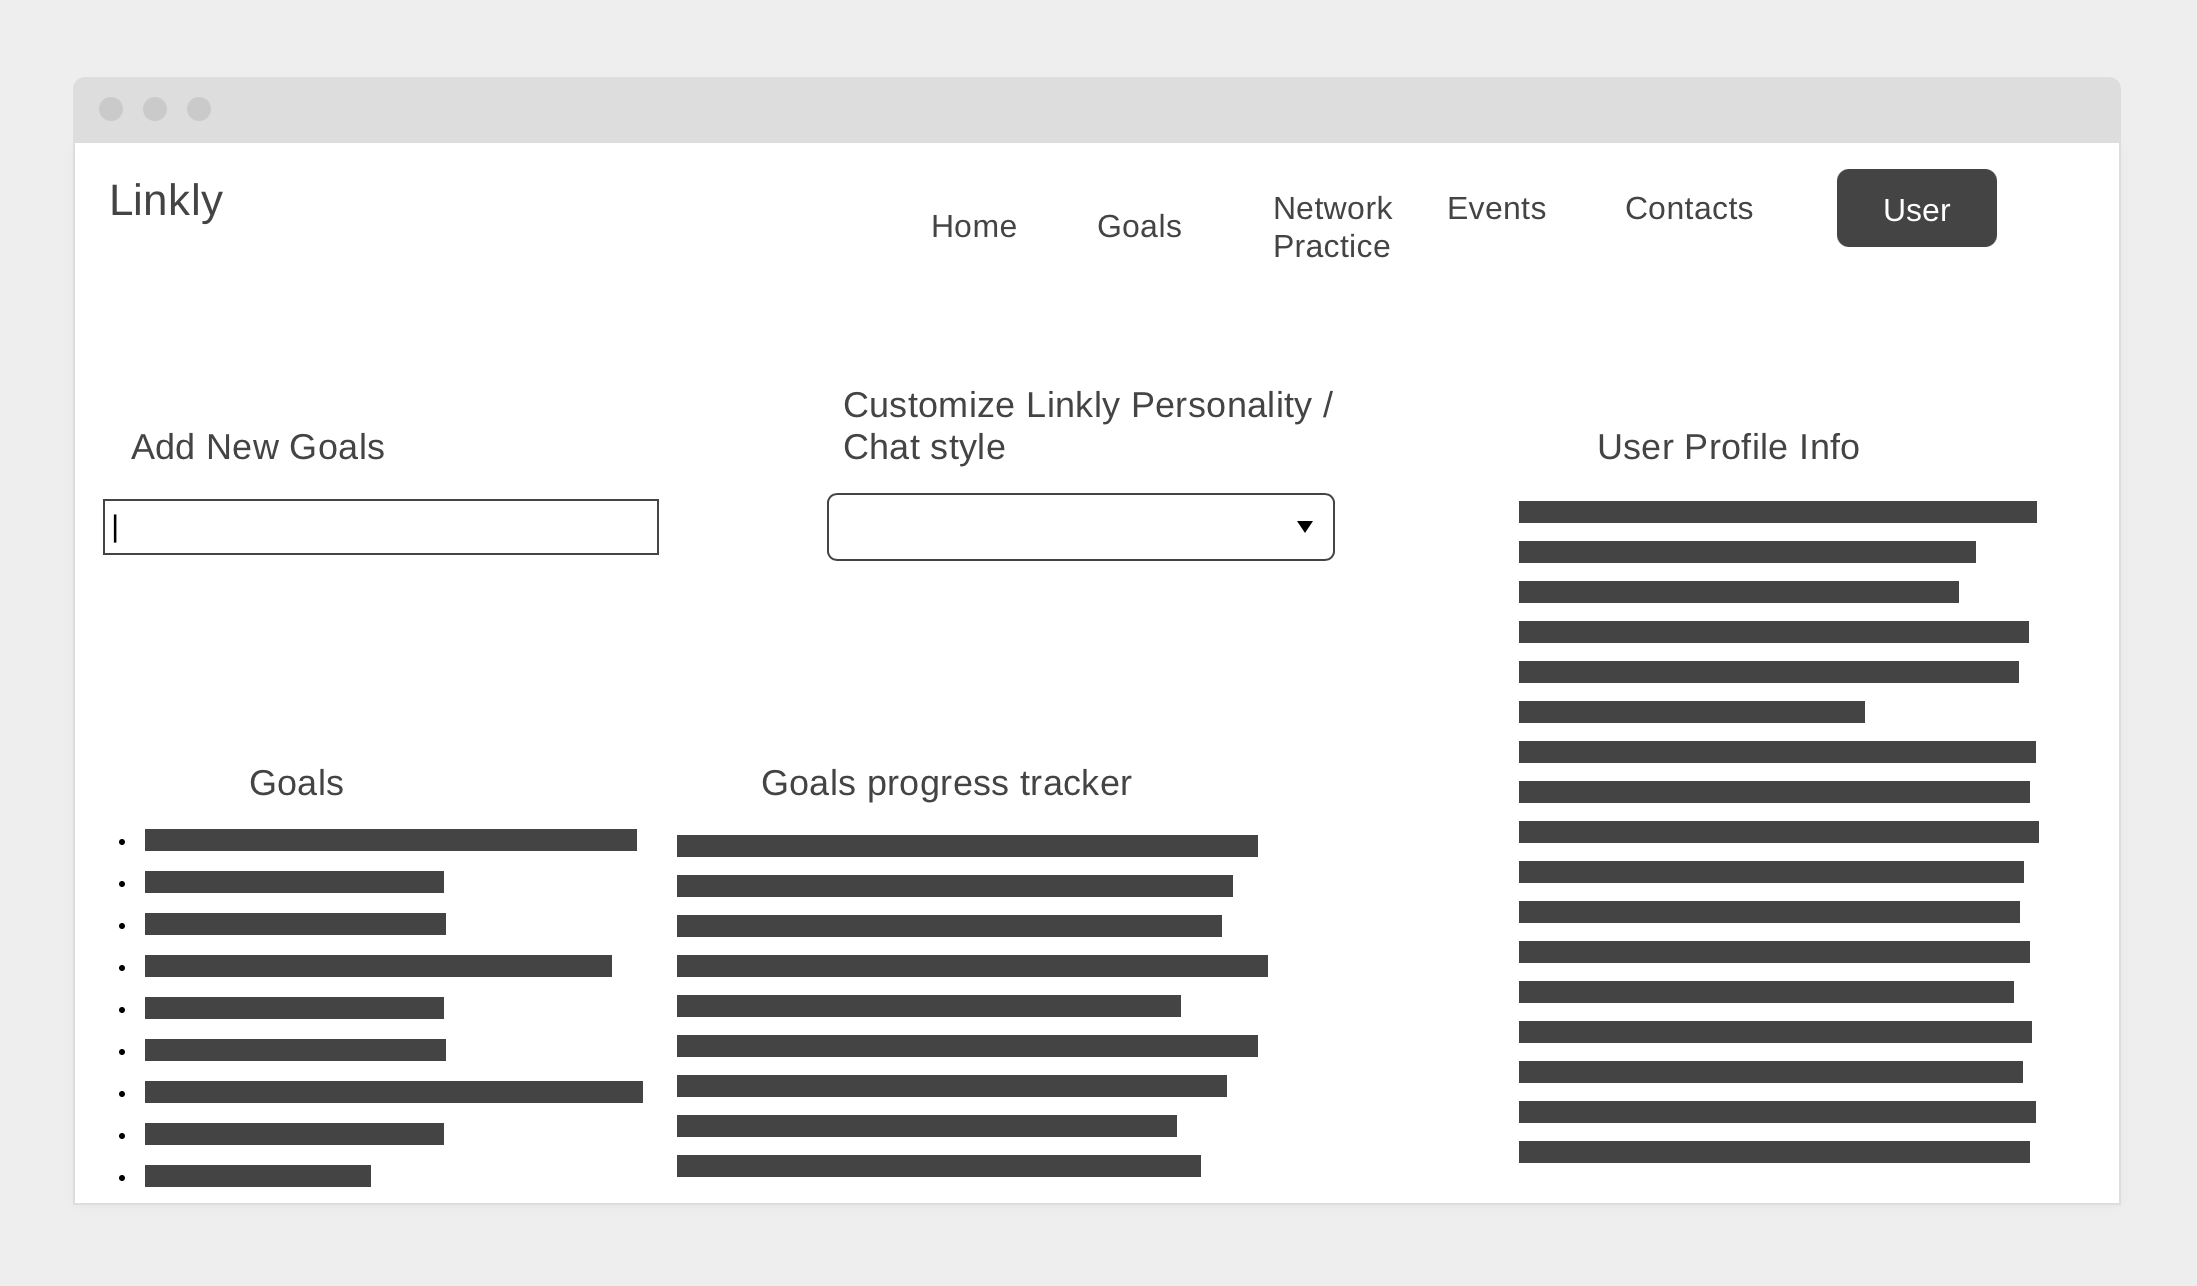 Linkly
Home
Goals
Network
Practice
Events
Contacts
User
Add New Goals
Customize Linkly Personality /
Chat style
User Profile Info
Goals
Goals progress tracker